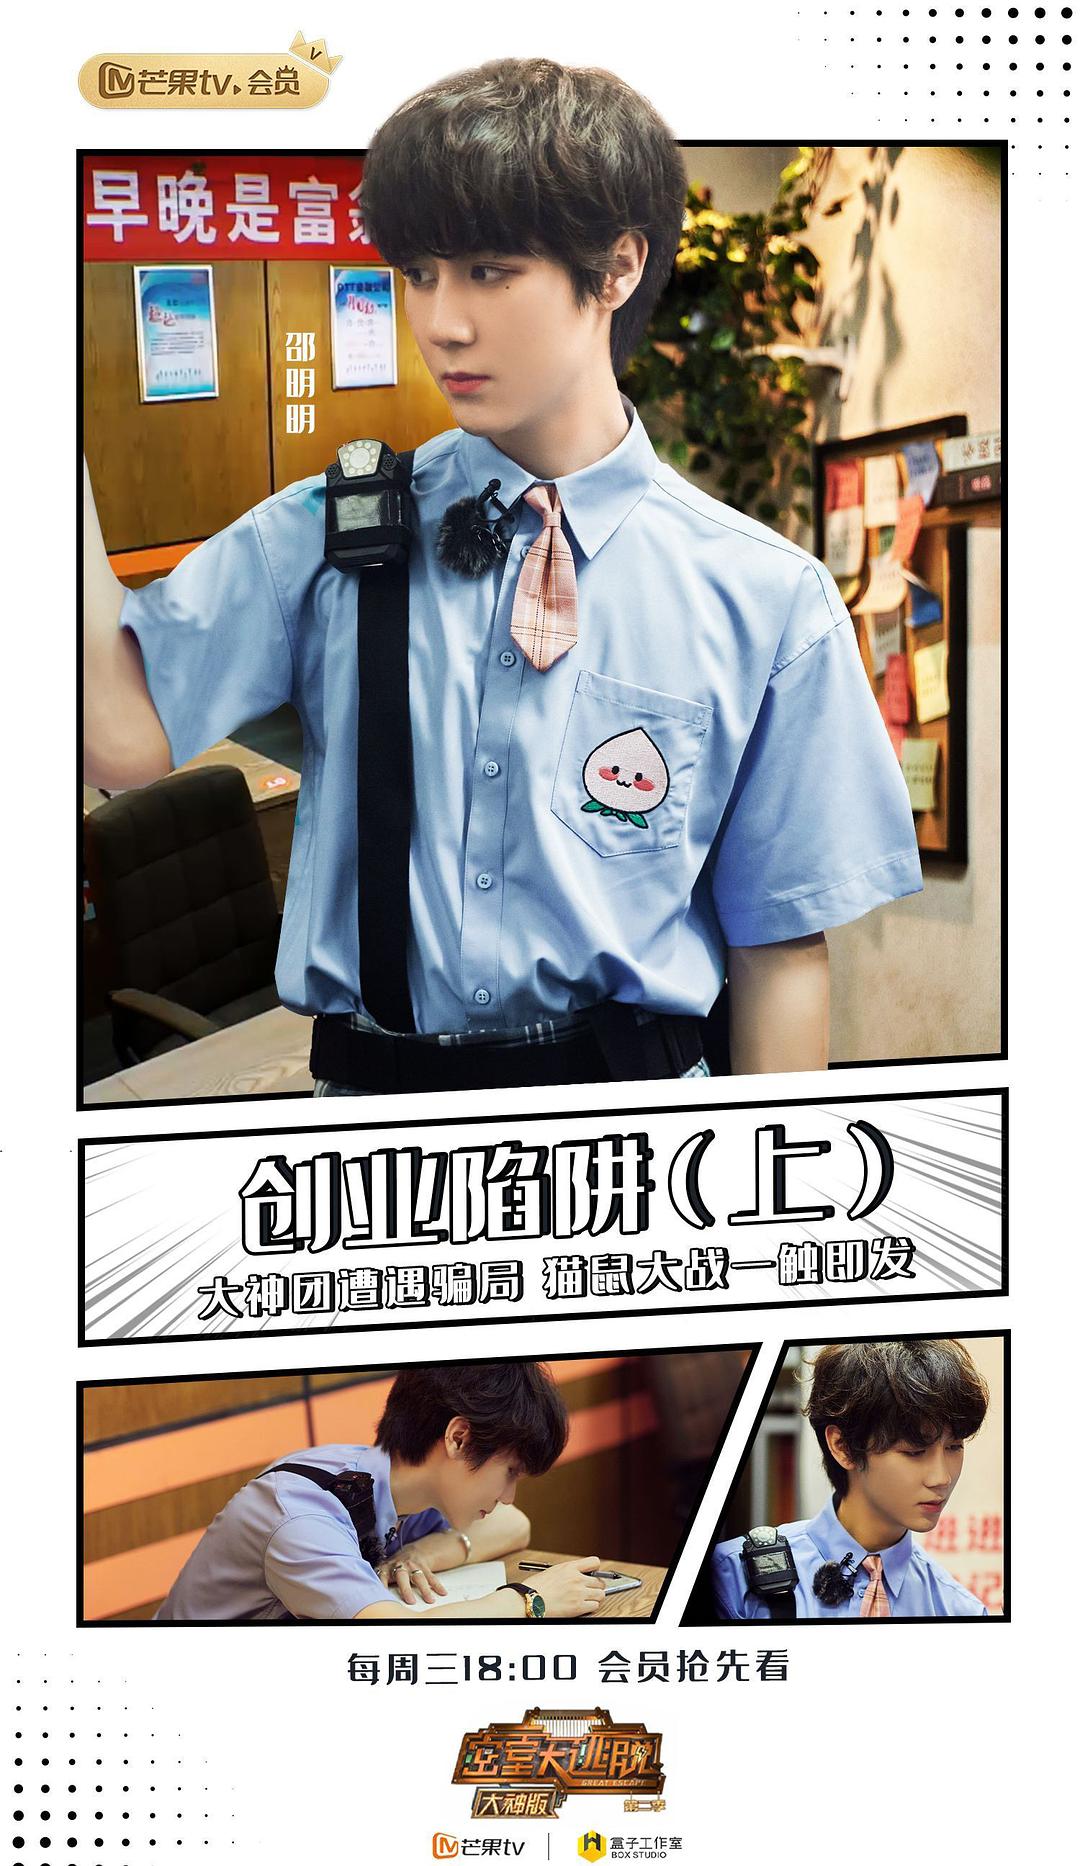 芒果tv 会员
V
早晚是富
邵明明
创业陷阱(上)
大神团遭遇骗局 猫鼠大战一触即发
每周三18:00 会员抢先看
密室大逃脱
GREAT ESCAPE
大神版
第二季
芒果tv
盒子工作室
BOX STUDIO